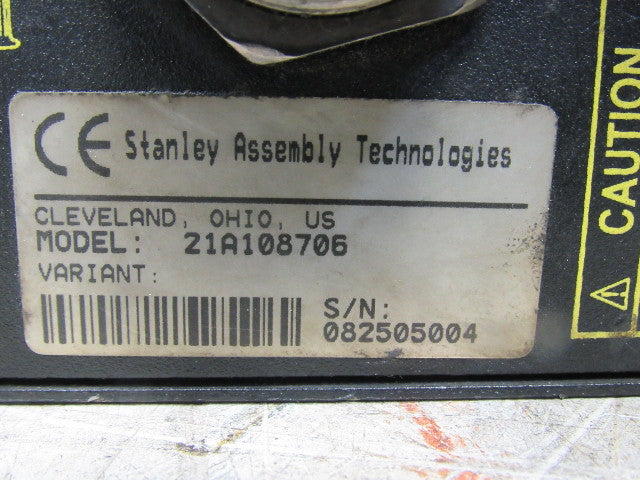 CE Stanley Assembly Technologies
CLEVELAND, OHIO, US
MODEL: 21A108706
VARIANT:
S/N:
082505004
CAUTION